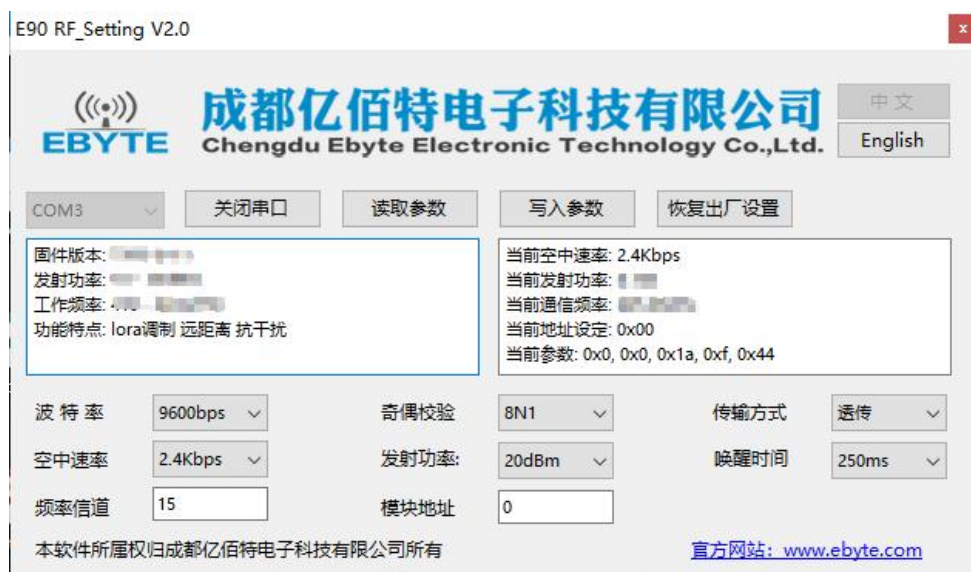 E90 RF_Setting V2.0
x
EBYTE
成都亿佰特电子科技有限公司
Chengdu Ebyte Electronic Technology Co.,Ltd.
中文
English
COM3
关闭串口
读取参数
写入参数
恢复出厂设置
固件版本:
发射功率:
工作频率:
功能特点: lora调制 远距离 抗干扰
当前空中速率: 2.4Kbps
当前发射功率:
当前通信频率:
当前地址设定: 0x00
当前参数: 0x0, 0x0, 0x1a, 0xf, 0x44
波 特 率 9600bps 奇偶校验 8N1 传输方式 透传
空中速率 2.4Kbps 发射功率: 20dBm 唤醒时间 250ms
频率信道 15 模块地址 0
本软件所属权归成都亿佰特电子科技有限公司所有 官方网站：www.ebyte.com